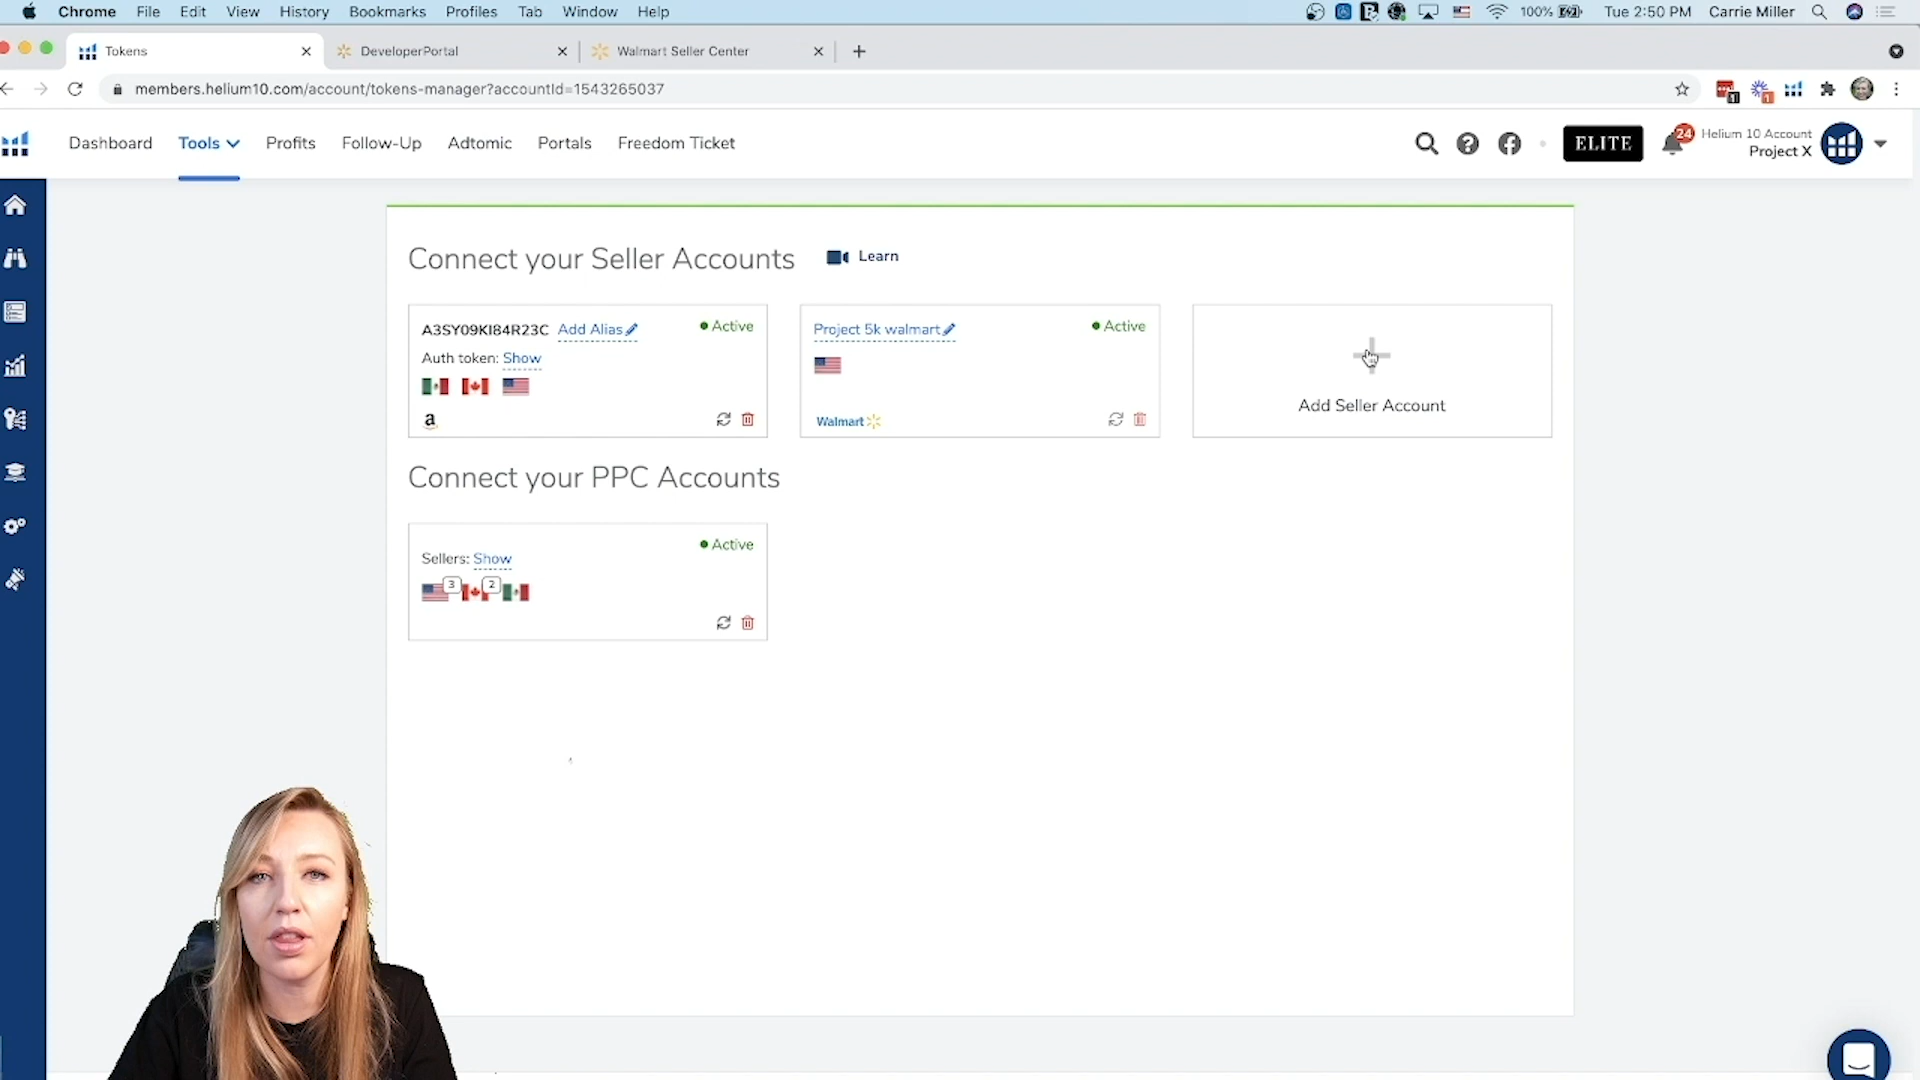 Chrome File Edit View History Bookmarks Profiles Tab Window Help 100% Tue 2:50 PM Carrie Miller
Tokens DeveloperPortal Walmart Seller Center
members.helium10.com/account/tokens-manager?accountId=1543265037
1 1
Dashboard Tools Profits Follow-Up Adtomic Portals Freedom Ticket ELITE 24 Helium 10 Account
Project X
Connect your Seller Accounts Learn
A3SY09KI84R23C Add Alias Active Project 5k walmart Active
Auth token: Show
Add Seller Account
a Walmart
Connect your PPC Accounts
Active
Sellers: Show
3 2